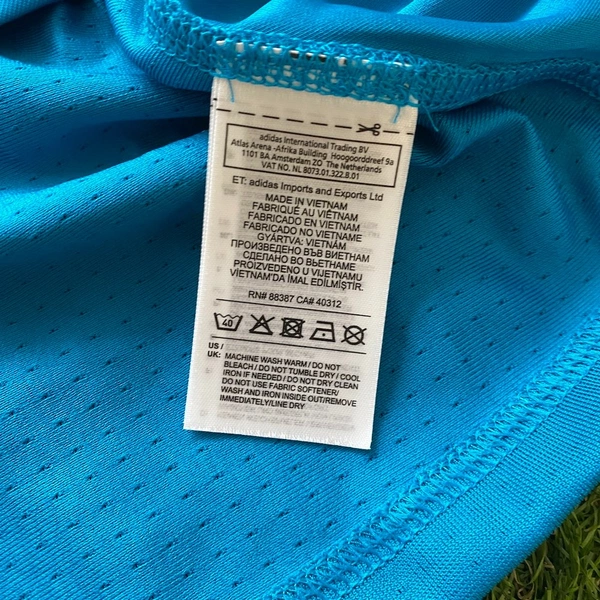 adidas International Trading BV
Atlas Arena -Afrika Building Hoogoorddreef 9a
1101 BA Amsterdam ZO The Netherlands
VAT NO. NL 8073.01.322.B.01
ET: adidas Imports and Exports Ltd
MADE IN VIETNAM
FABRIQUÉ AU VIÊTNAM
FABRICADO EN VIETNAM
FABRICADO NO VIETNAME
GYÁRTVA: VIETNÁM
ПРОИЗВЕДЕНО ВЪВ ВИЕТНАМ
СДЕЛАНО ВО ВЬЕТНАМЕ
PROIZVEDENO U VIJETNAMU
VIETNAM'DA İMAL EDİLMİŞTİR.
RN# 88387 CA# 40312
40
US /
UK: MACHINE WASH WARM / DO NOT
BLEACH / DO NOT TUMBLE DRY / COOL
IRON IF NEEDED / DO NOT DRY CLEAN
DO NOT USE FABRIC SOFTENER/
WASH AND IRON INSIDE OUT/REMOVE
IMMEDIATELY/LINE DRY